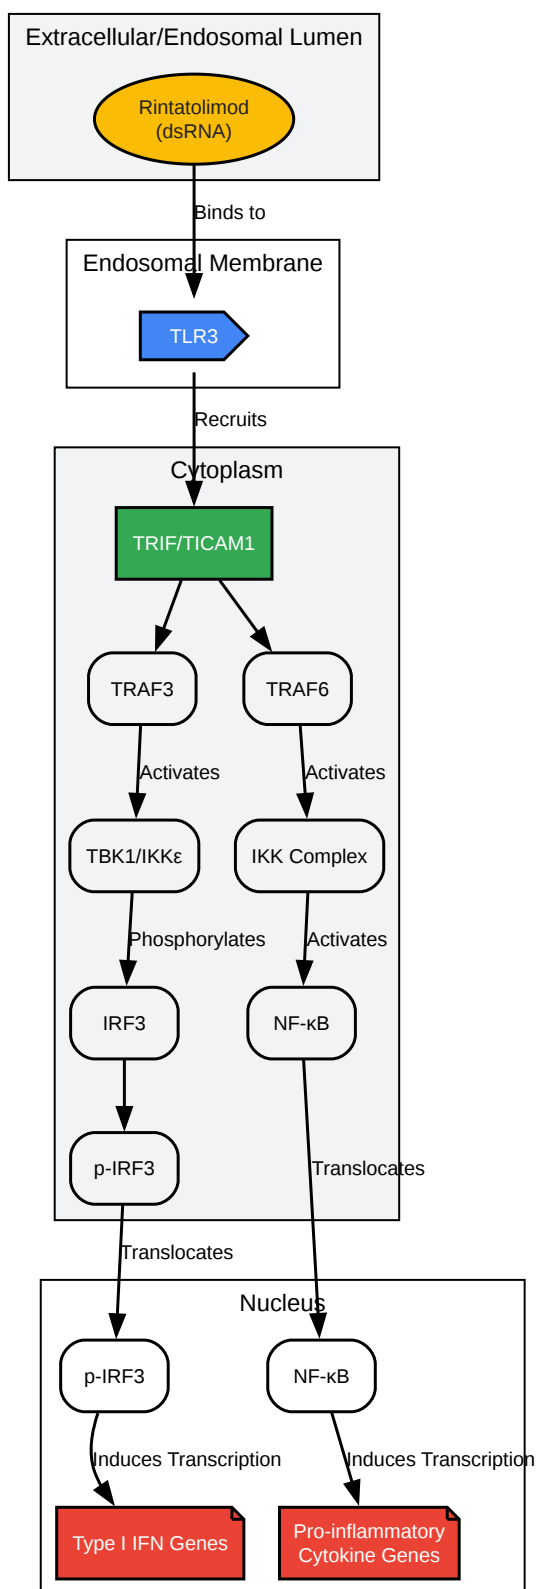 Extracellular/Endosomal Lumen
Rintatolimod
(dsRNA)
Binds to
Endosomal Membrane
TLR3
Recruits
Cytoplasm
TRIF/TICAM1
TRAF3
TRAF6
Activates
Activates
TBK1/IKKε
IKK Complex
Phosphorylates
Activates
IRF3
NF-κB
p-IRF3
Translocates
Translocates
Nucleus
p-IRF3
NF-κB
Induces Transcription
Induces Transcription
Type I IFN Genes
Pro-inflammatory
Cytokine Genes